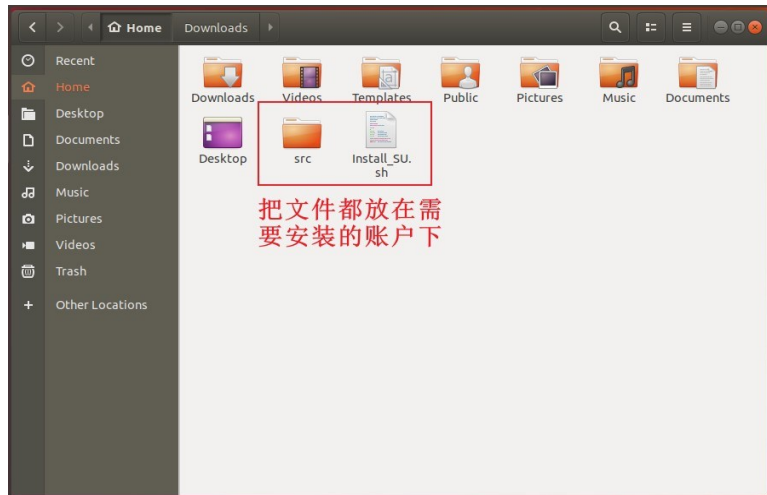 Home
Downloads
Recent
Home
Desktop
Documents
Downloads
Music
Pictures
Videos
Trash
Other Locations
Downloads
Videos
Templates
Public
Pictures
Music
Documents
Desktop
src
Install_SU.
sh
把文件都放在需
要安装的账户下